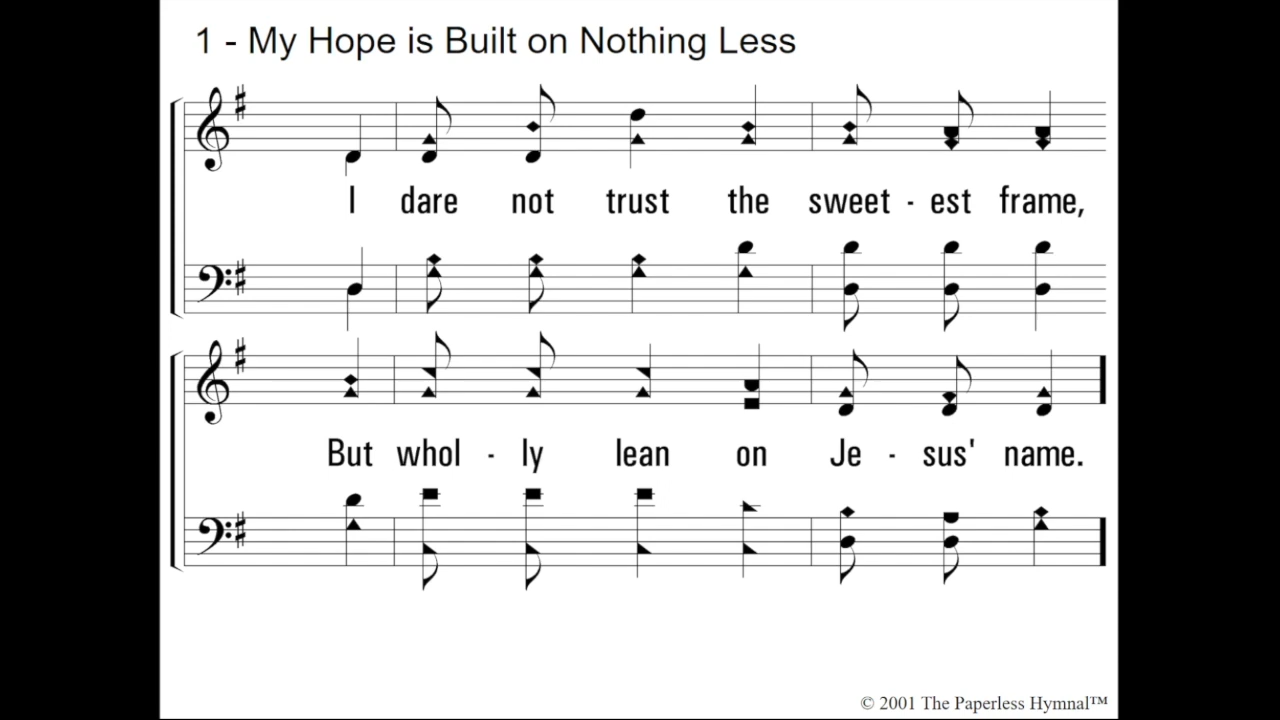 1 - My Hope is Built on Nothing Less
I dare not trust the sweet - est frame,
But whol - ly lean on Je - sus' name.
© 2001 The Paperless Hymnal™